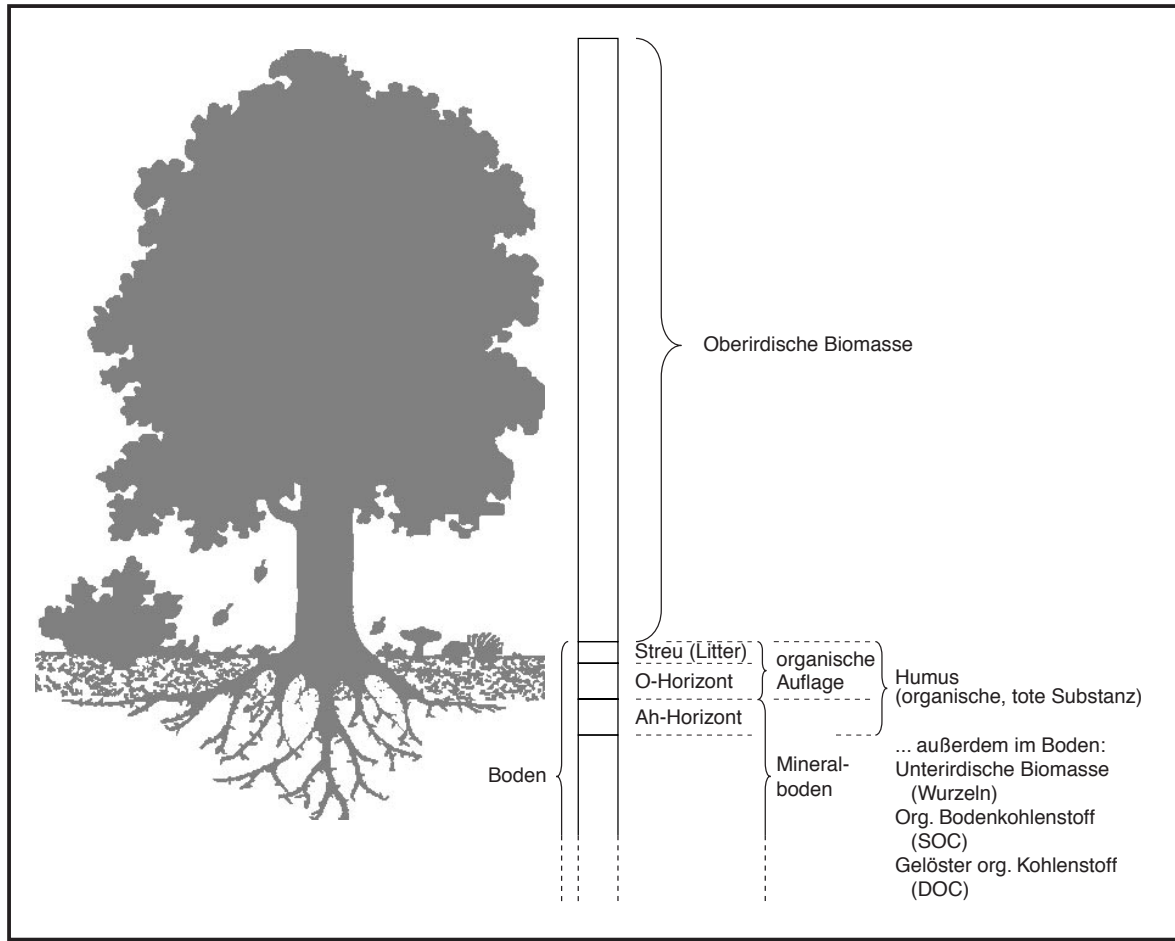 Oberirdische Biomasse
Streu (Litter)
O-Horizont
Ah-Horizont
organische
Auflage
Humus
(organische, tote Substanz)
Boden
Mineral-
boden
... außerdem im Boden:
Unterirdische Biomasse
(Wurzeln)
Org. Bodenkohlenstoff
(SOC)
Gelöster org. Kohlenstoff
(DOC)